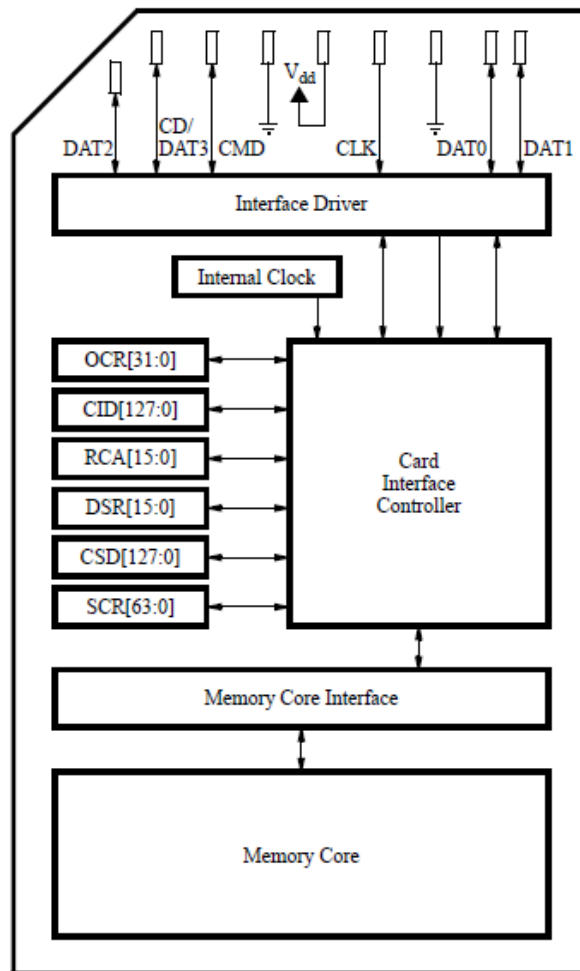 V_dd
CD/
DAT2 DAT3 CMD CLK DAT0 DAT1
Interface Driver
Internal Clock
OCR[31:0]
CID[127:0]
RCA[15:0]
DSR[15:0]
CSD[127:0]
SCR[63:0]
Card
Interface
Controller
Memory Core Interface
Memory Core